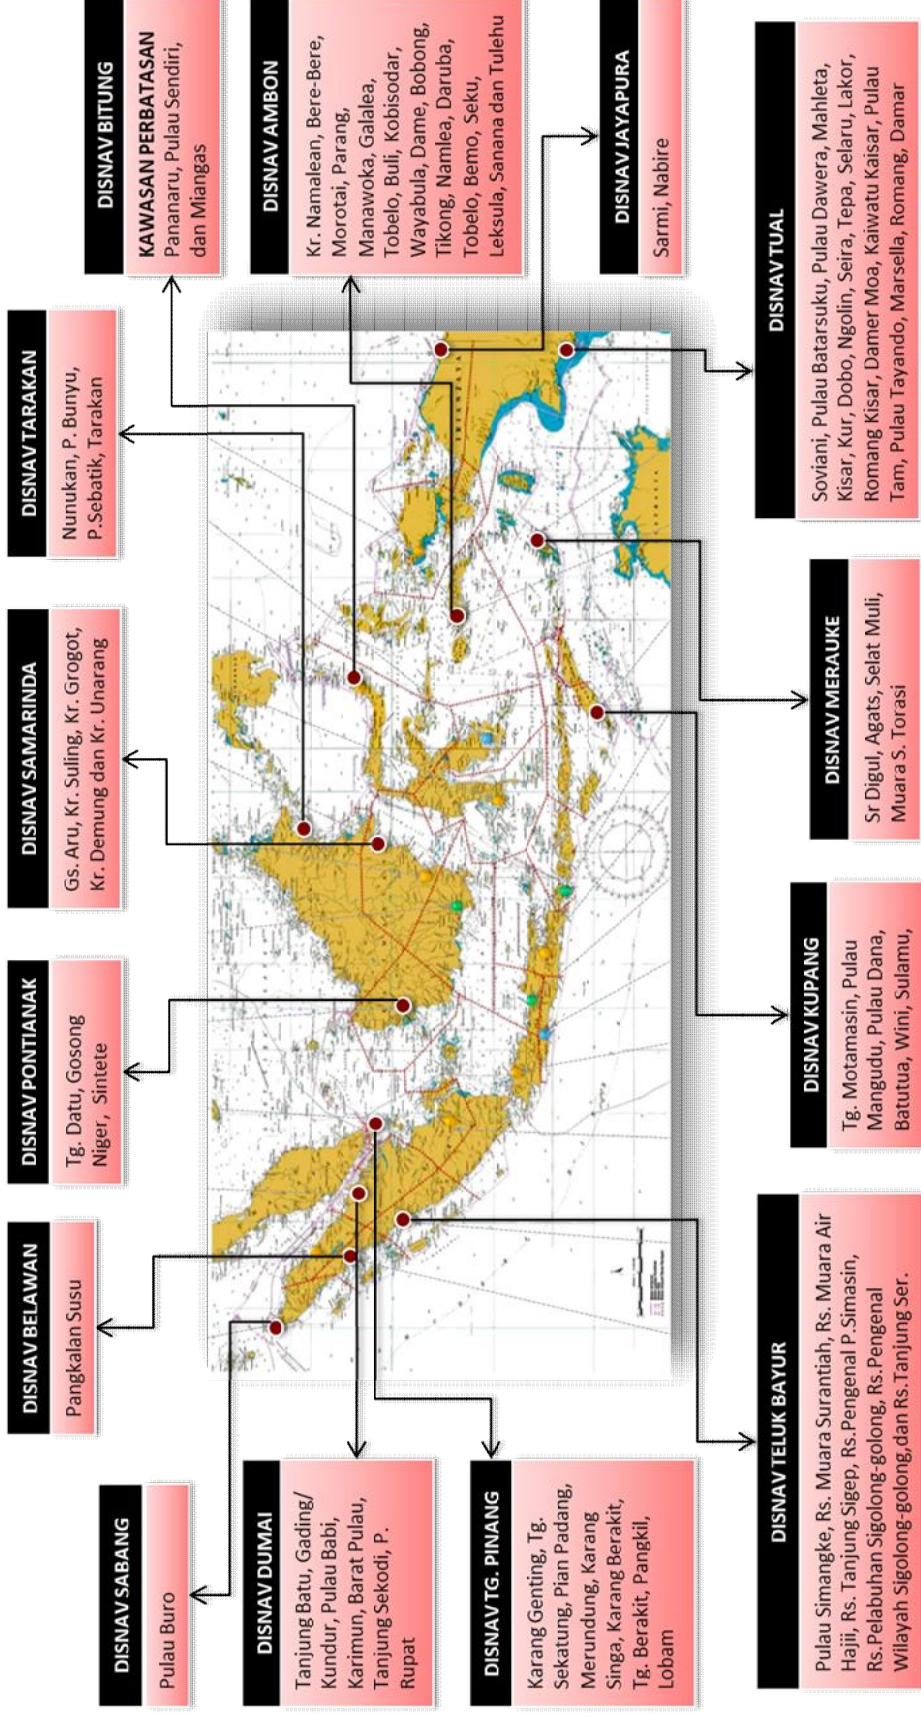 DISNAV SABANG
Pulau Buro
DISNAV BELAWAN
Pangkalan Susu
DISNAV PONTIANAK
Tg. Datu, Gosong
Niger, Sintete
DISNAV SAMARINDA
Gs. Aru, Kr. Suling, Kr. Grogot,
Kr. Demung dan Kr. Unarang
DISNAV TARAKAN
Nunukan, P. Bunyu,
P.Sebatik, Tarakan
DISNAV BITUNG
KAWASAN PERBATASAN
Pananaru, Pulau Sendiri,
dan Miangas
DISNAV DUMAI
Tanjung Batu, Gading/
Kundur, Pulau Babi,
Karimun, Barat Pulau,
Tanjung Sekodi, P.
Rupat
DISNAV AMBON
Kr. Namalean, Bere-Bere,
Morotai, Parang,
Manawoka, Galalea,
Tobelo, Buli, Kobisodar,
Wayabula, Dame, Bobong,
Tikong, Namlea, Daruba,
Tobelo, Bemo, Seku,
Leksula, Sanana dan Tulehu
DISNAV TG. PINANG
Karang Genting, Tg.
Sekatung, Pian Padang,
Merundung, Karang
Singa, Karang Berakit,
Tg. Berakit, Pangkil,
Lobam
DISNAV JAYAPURA
Sarmi, Nabire
DISNAV TELUK BAYUR
Pulau Simangke, Rs. Muara Surantiah, Rs. Muara Air
Hajii, Rs. Tanjung Sigep, Rs.Pengenal P.Simasin,
Rs.Pelabuhan Sigolong-golong, Rs.Pengenal
Wilayah Sigolong-golong,dan Rs.Tanjung Ser.
DISNAV KUPANG
Tg. Motamasin, Pulau
Mangudu, Pulau Dana,
Batutua, Wini, Sulamu,
DISNAV MERAUKE
Sr Digul, Agats, Selat Muli,
Muara S. Torasi
DISNAV TUAL
Soviani, Pulau Batarsuku, Pulau Dawera, Mahleta,
Kisar, Kur, Dobo, Ngolin, Seira, Tepa, Selaru, Lakor,
Romang Kisar, Damer Moa, Kaiwatu Kaisar, Pulau
Tam, Pulau Tayando, Marsella, Romang, Damar